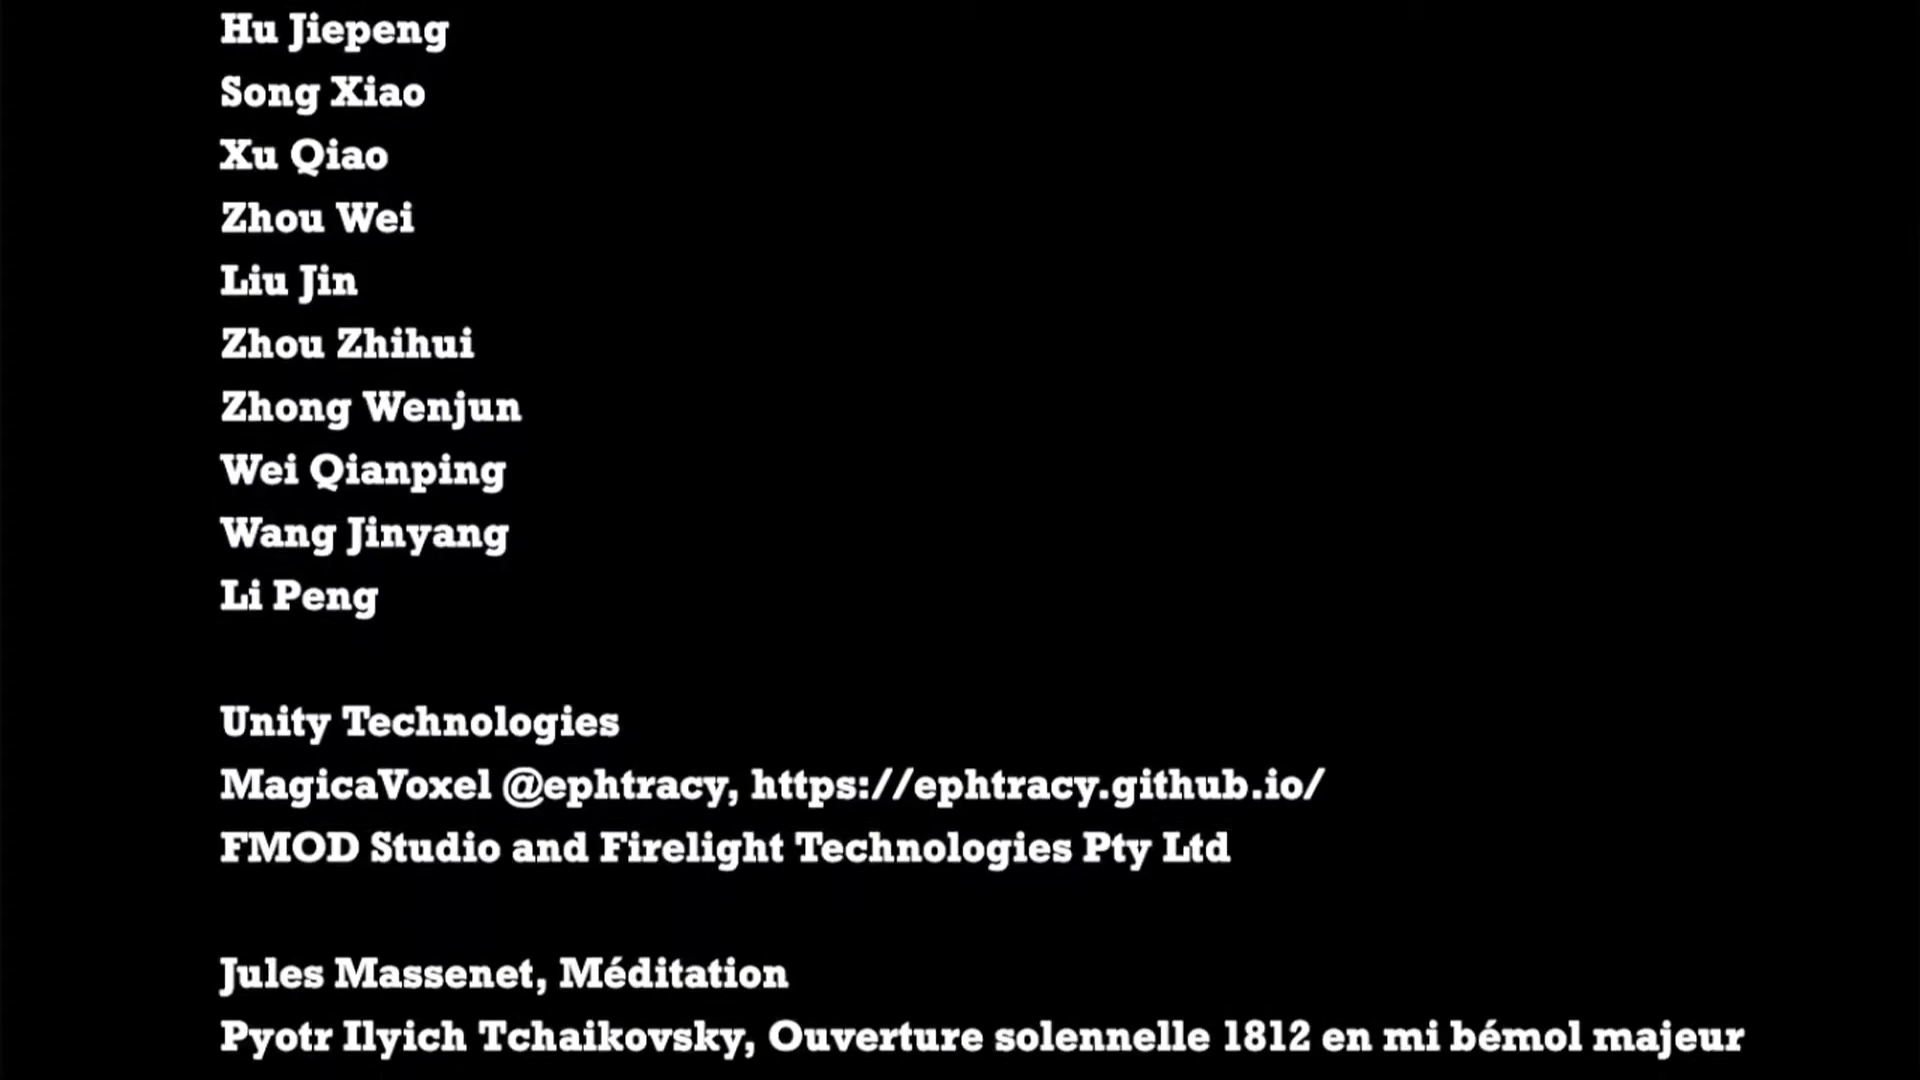 Hu Jiepeng
Song Xiao
Xu Qiao
Zhou Wei
Liu Jin
Zhou Zhihui
Zhong Wenjun
Wei Qianping
Wang Jinyang
Li Peng
Unity Technologies
MagicaVoxel @ephtracy, https://ephtracy.github.io/
FMOD Studio and Firelight Technologies Pty Ltd
Jules Massenet, Méditation
Pyotr Ilyich Tchaikovsky, Ouverture solennelle 1812 en mi bémol majeur